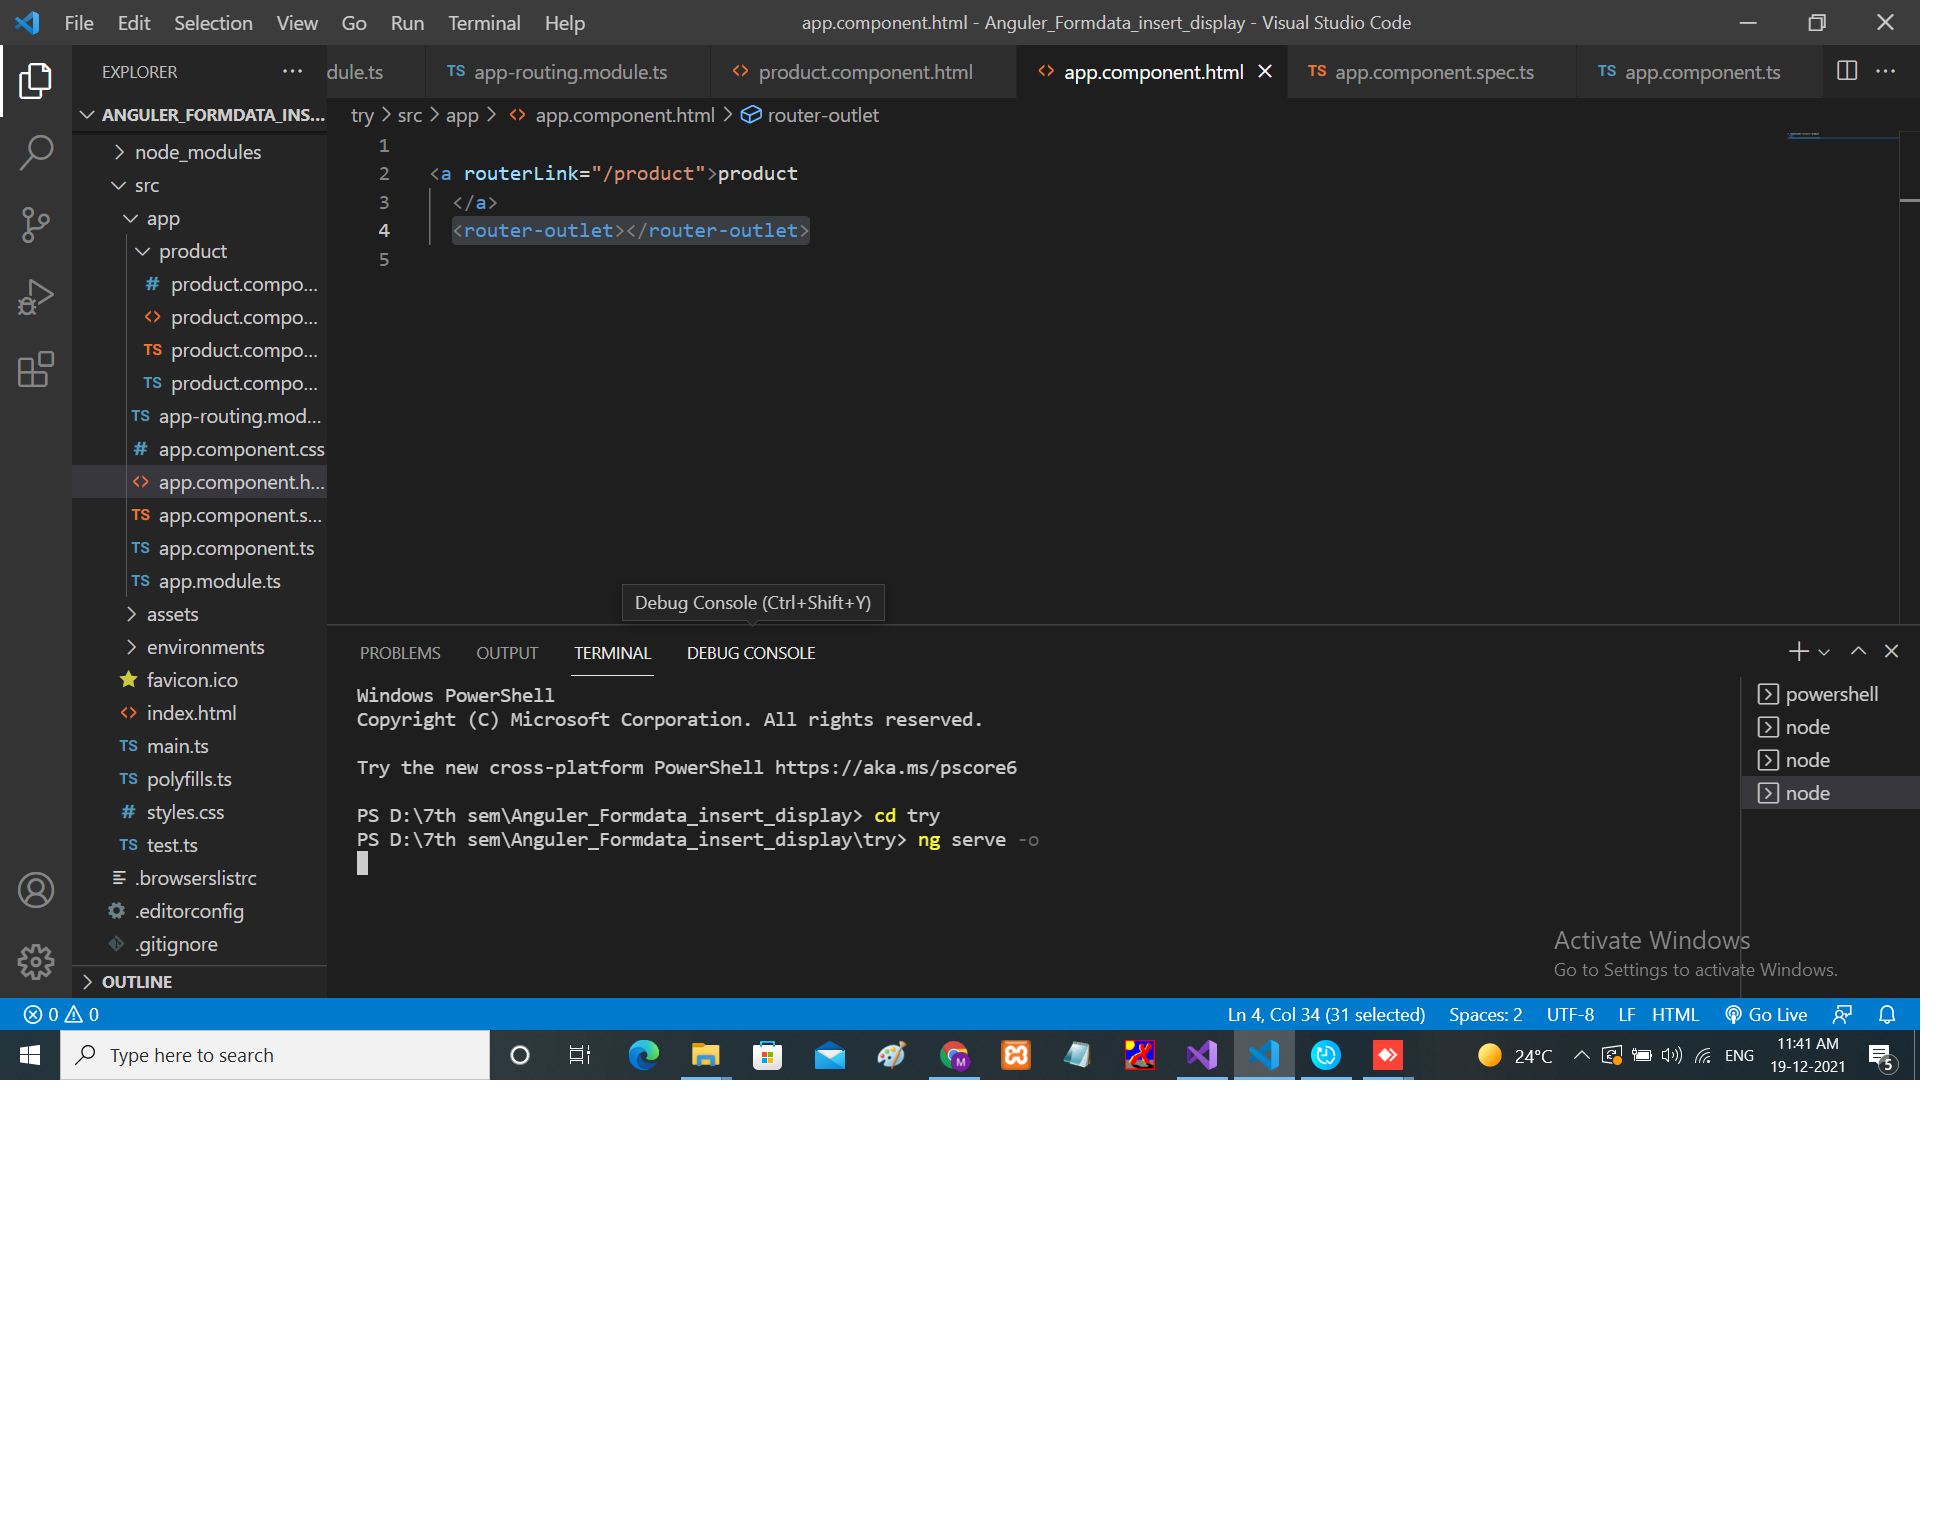 File Edit Selection View Go Run Terminal Help
app.component.html - Anguler_Formdata_insert_display - Visual Studio Code
EXPLORER
dule.ts
TS app-routing.module.ts
product.component.html
app.component.html
TS app.component.spec.ts
TS app.component.ts
ANGULER_FORMDATA_INS...
try > src > app > app.component.html > router-outlet
node_modules
src
app
product
# product.compo...
product.compo...
TS product.compo...
TS product.compo...
TS app-routing.mod...
# app.component.css
app.component.h...
TS app.component.s...
TS app.component.ts
TS app.module.ts
assets
environments
favicon.ico
index.html
TS main.ts
TS polyfills.ts
# styles.css
TS test.ts
.browserslistrc
.editorconfig
.gitignore
OUTLINE
1
2 <a routerLink="/product">product
3 </a>
4 <router-outlet></router-outlet>
5
Debug Console (Ctrl+Shift+Y)
PROBLEMS OUTPUT TERMINAL DEBUG CONSOLE
Windows PowerShell
Copyright (C) Microsoft Corporation. All rights reserved.
Try the new cross-platform PowerShell https://aka.ms/pscore6
PS D:\7th sem\Anguler_Formdata_insert_display> cd try
PS D:\7th sem\Anguler_Formdata_insert_display\try> ng serve -o
powershell
node
node
node
Activate Windows
Go to Settings to activate Windows.
0 0
Ln 4, Col 34 (31 selected) Spaces: 2 UTF-8 LF HTML Go Live
Type here to search
M
24°C
ENG
11:41 AM
19-12-2021
5